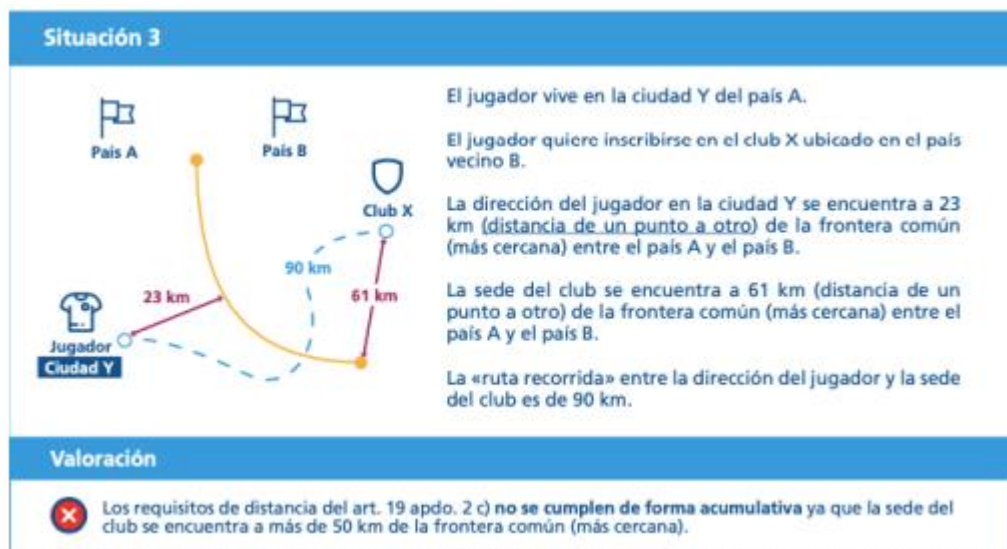 Situación 3
País A
País B
Club X
90 km
23 km
61 km
Jugador
Ciudad Y
El jugador vive en la ciudad Y del país A.
El jugador quiere inscribirse en el club X ubicado en el país
vecino B.
La dirección del jugador en la ciudad Y se encuentra a 23
km (distancia de un punto a otro) de la frontera común
(más cercana) entre el país A y el país B.
La sede del club se encuentra a 61 km (distancia de un
punto a otro) de la frontera común (más cercana) entre el
país A y el país B.
La «ruta recorrida» entre la dirección del jugador y la sede
del club es de 90 km.
Valoración
Los requisitos de distancia del art. 19 apdo. 2 c) no se cumplen de forma acumulativa ya que la sede del
club se encuentra a más de 50 km de la frontera común (más cercana).